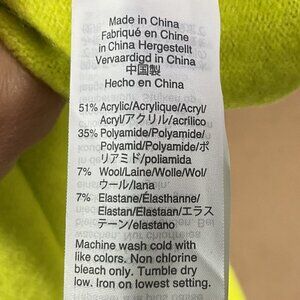 Made in China
Fabriqué en Chine
in China Hergestellt
Vervaardigd in China
中国製
Hecho en China
51% Acrylic/Acrylique/Acryl/
Acryl/アクリル/acrílico
35% Polyamide/Polyamide/
Polyamid/Polyamide/ポ
リアミド/poliamida
7% Wool/Laine/Wolle/Wol/
ウール/lana
7% Elastane/Élasthanne/
Elastan/Elastaan/エラス
テーン/elastano
Machine wash cold with
like colors. Non chlorine
bleach only. Tumble dry
low. Iron on lowest setting.